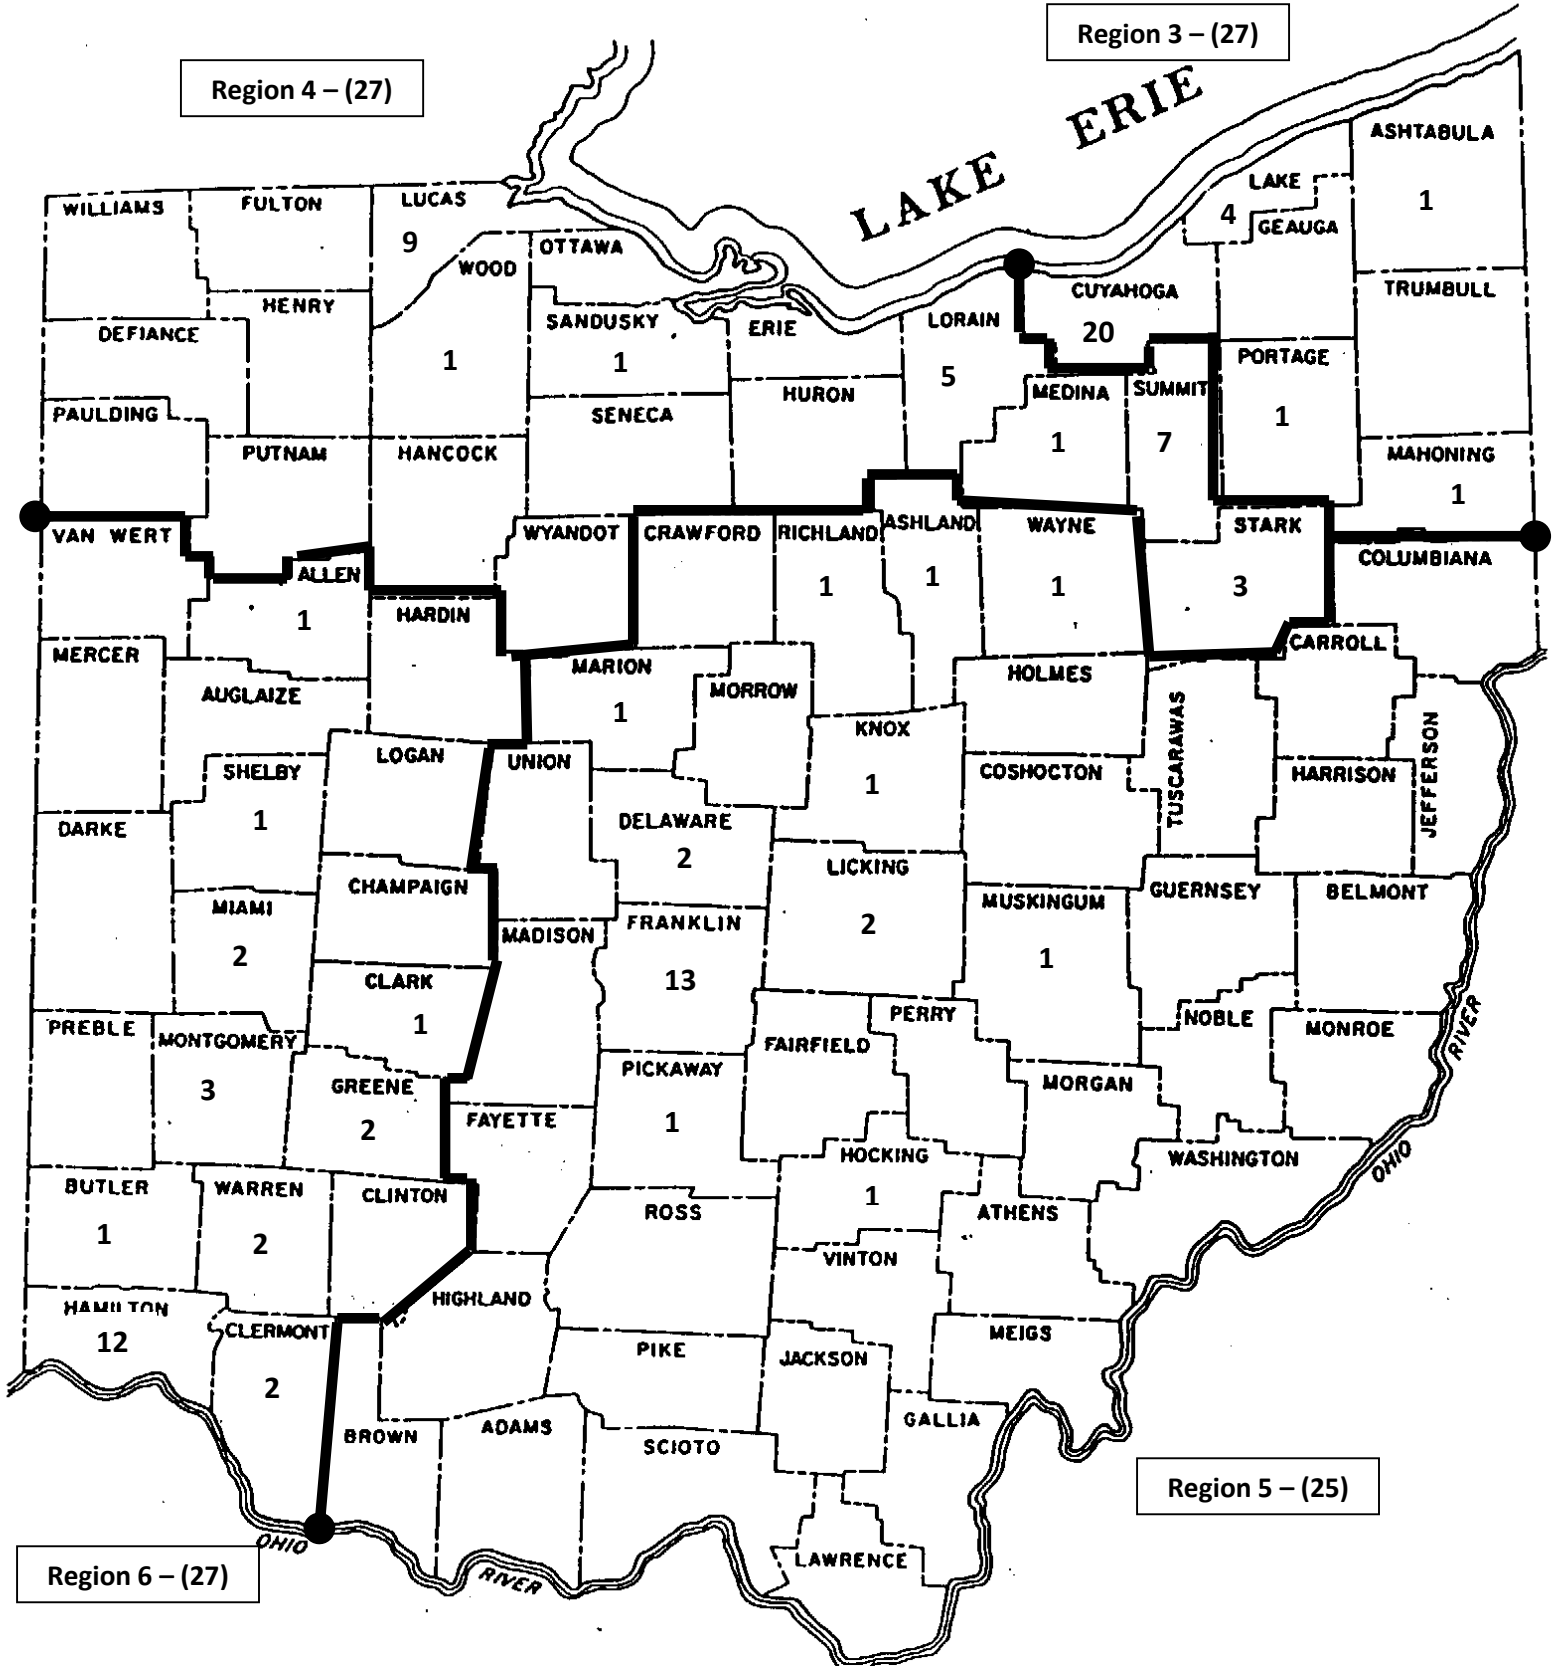 Region 3 – (27)
Region 4 – (27)
LAKE ERIE
ASHTABULA
1
LAKE
4
GEAUGA
WILLIAMS
FULTON
LUCAS
9
WOOD
1
OTTAWA
HENRY
CUYAHOGA
20
TRUMBULL
DEFIANCE
SANDUSKY
1
ERIE
LORAIN
5
PORTAGE
1
PAULDING
SENECA
HURON
MEDINA
1
SUMMIT
7
PUTNAM
HANCOCK
MAHONING
1
VAN WERT
WYANDOT
CRAWFORD
RICHLAND
1
ASHLAND
1
WAYNE
1
STARK
3
COLUMBIANA
ALLEN
1
HARDIN
MERCER
AUGLAIZE
MARION
1
MORROW
HOLMES
CARROLL
TUSCARAWAS
JEFFERSON
KNOX
1
LOGAN
UNION
SHELBY
1
COSHOCTON
HARRISON
DARKE
DELAWARE
2
LICKING
2
CHAMPAIGN
GUERNSEY
BELMONT
MIAMI
2
MUSKINGUM
1
MADISON
FRANKLIN
13
CLARK
1
PREBLE
MONTGOMERY
3
PERRY
NOBLE
MONROE
FAIRFIELD
GREENE
2
PICKAWAY
1
MORGAN
FAYETTE
HOCKING
1
WASHINGTON
OHIO RIVER
BUTLER
1
WARREN
2
CLINTON
ROSS
ATHENS
VINTON
HIGHLAND
HAMILTON
12
CLERMONT
2
PIKE
JACKSON
MEIGS
GALLIA
BROWN
ADAMS
SCIOTO
Region 5 – (25)
OHIO RIVER
LAWRENCE
Region 6 – (27)